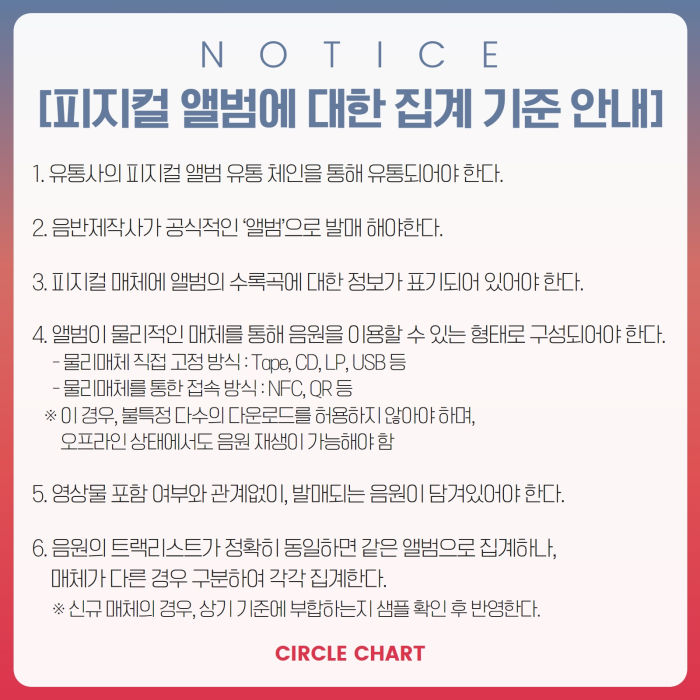 NOTICE
[피지컬 앨범에 대한 집계 기준 안내]
1. 유통사의 피지컬 앨범 유통 체인을 통해 유통되어야 한다.
2. 음반제작사가 공식적인 ‘앨범’으로 발매 해야한다.
3. 피지컬 매체에 앨범의 수록곡에 대한 정보가 표기되어 있어야 한다.
4. 앨범이 물리적인 매체를 통해 음원을 이용할 수 있는 형태로 구성되어야 한다.
- 물리매체 직접 고정 방식 : Tape, CD, LP, USB 등
- 물리매체를 통한 접속 방식 : NFC, QR 등
※ 이 경우, 불특정 다수의 다운로드를 허용하지 않아야 하며,
오프라인 상태에서도 음원 재생이 가능해야 함
5. 영상물 포함 여부와 관계없이, 발매되는 음원이 담겨있어야 한다.
6. 음원의 트랙리스트가 정확히 동일하면 같은 앨범으로 집계하나,
매체가 다른 경우 구분하여 각각 집계한다.
※ 신규 매체의 경우, 상기 기준에 부합하는지 샘플 확인 후 반영한다.
CIRCLE CHART